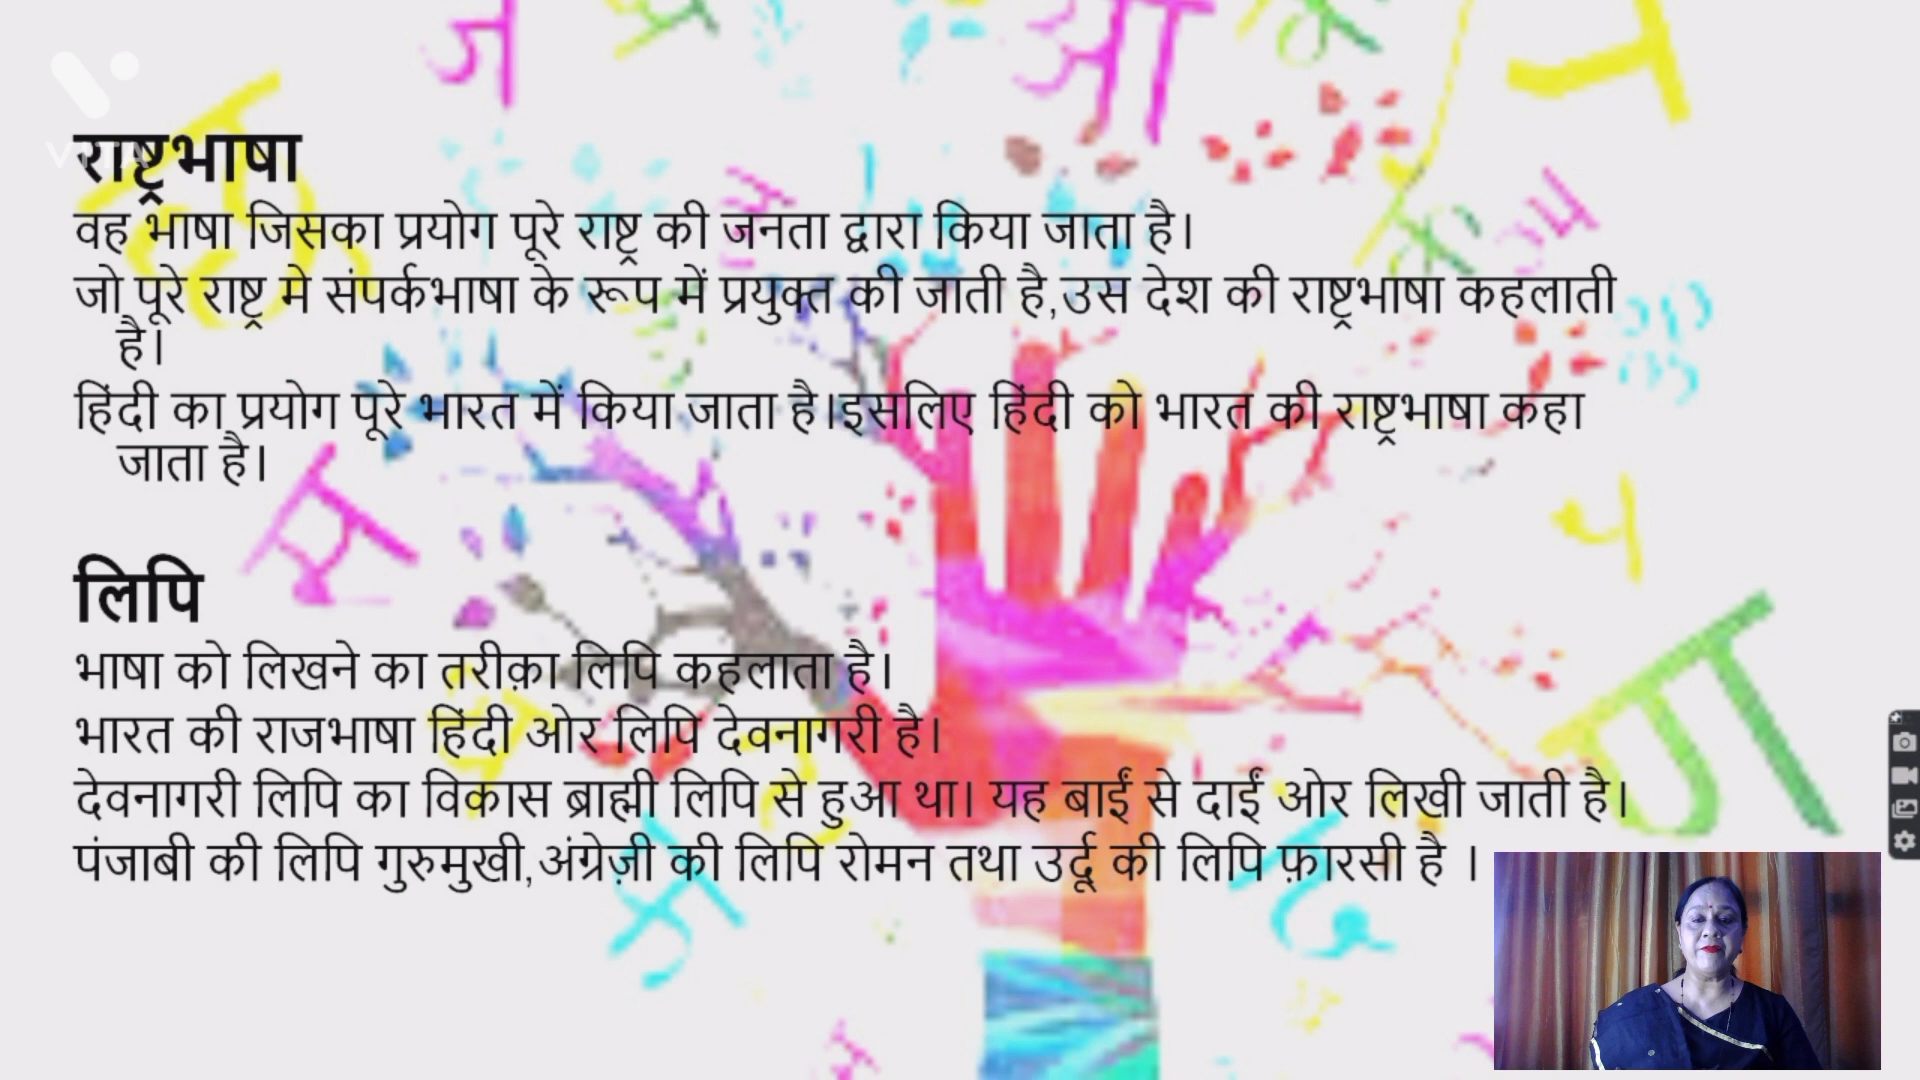 VITA
राष्ट्रभाषा
वह भाषा जिसका प्रयोग पूरे राष्ट्र की जनता द्वारा किया जाता है।
जो पूरे राष्ट्र मे संपर्कभाषा के रूप में प्रयुक्त की जाती है,उस देश की राष्ट्रभाषा कहलाती
है।
हिंदी का प्रयोग पूरे भारत में किया जाता है।इसलिए हिंदी को भारत की राष्ट्रभाषा कहा
जाता है।
लिपि
भाषा को लिखने का तरीक़ा लिपि कहलाता है।
भारत की राजभाषा हिंदी ओर लिपि देवनागरी है।
देवनागरी लिपि का विकास ब्राह्मी लिपि से हुआ था। यह बाईं से दाईं ओर लिखी जाती है।
पंजाबी की लिपि गुरुमुखी,अंग्रेज़ी की लिपि रोमन तथा उर्दू की लिपि फ़ारसी है ।